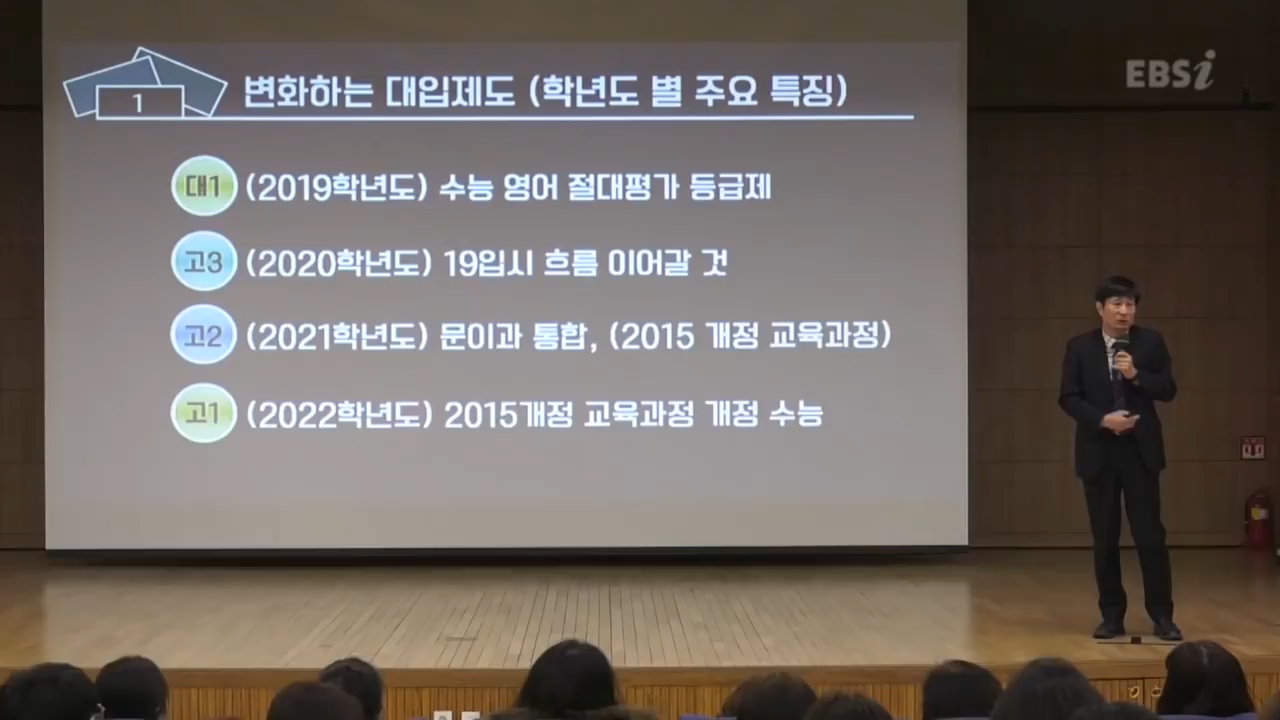 EBSi
1
변화하는 대입제도 (학년도 별 주요 특징)
대1 (2019학년도) 수능 영어 절대평가 등급제
고3 (2020학년도) 19입시 흐름 이어갈 것
고2 (2021학년도) 문이과 통합, (2015 개정 교육과정)
고1 (2022학년도) 2015개정 교육과정 개정 수능